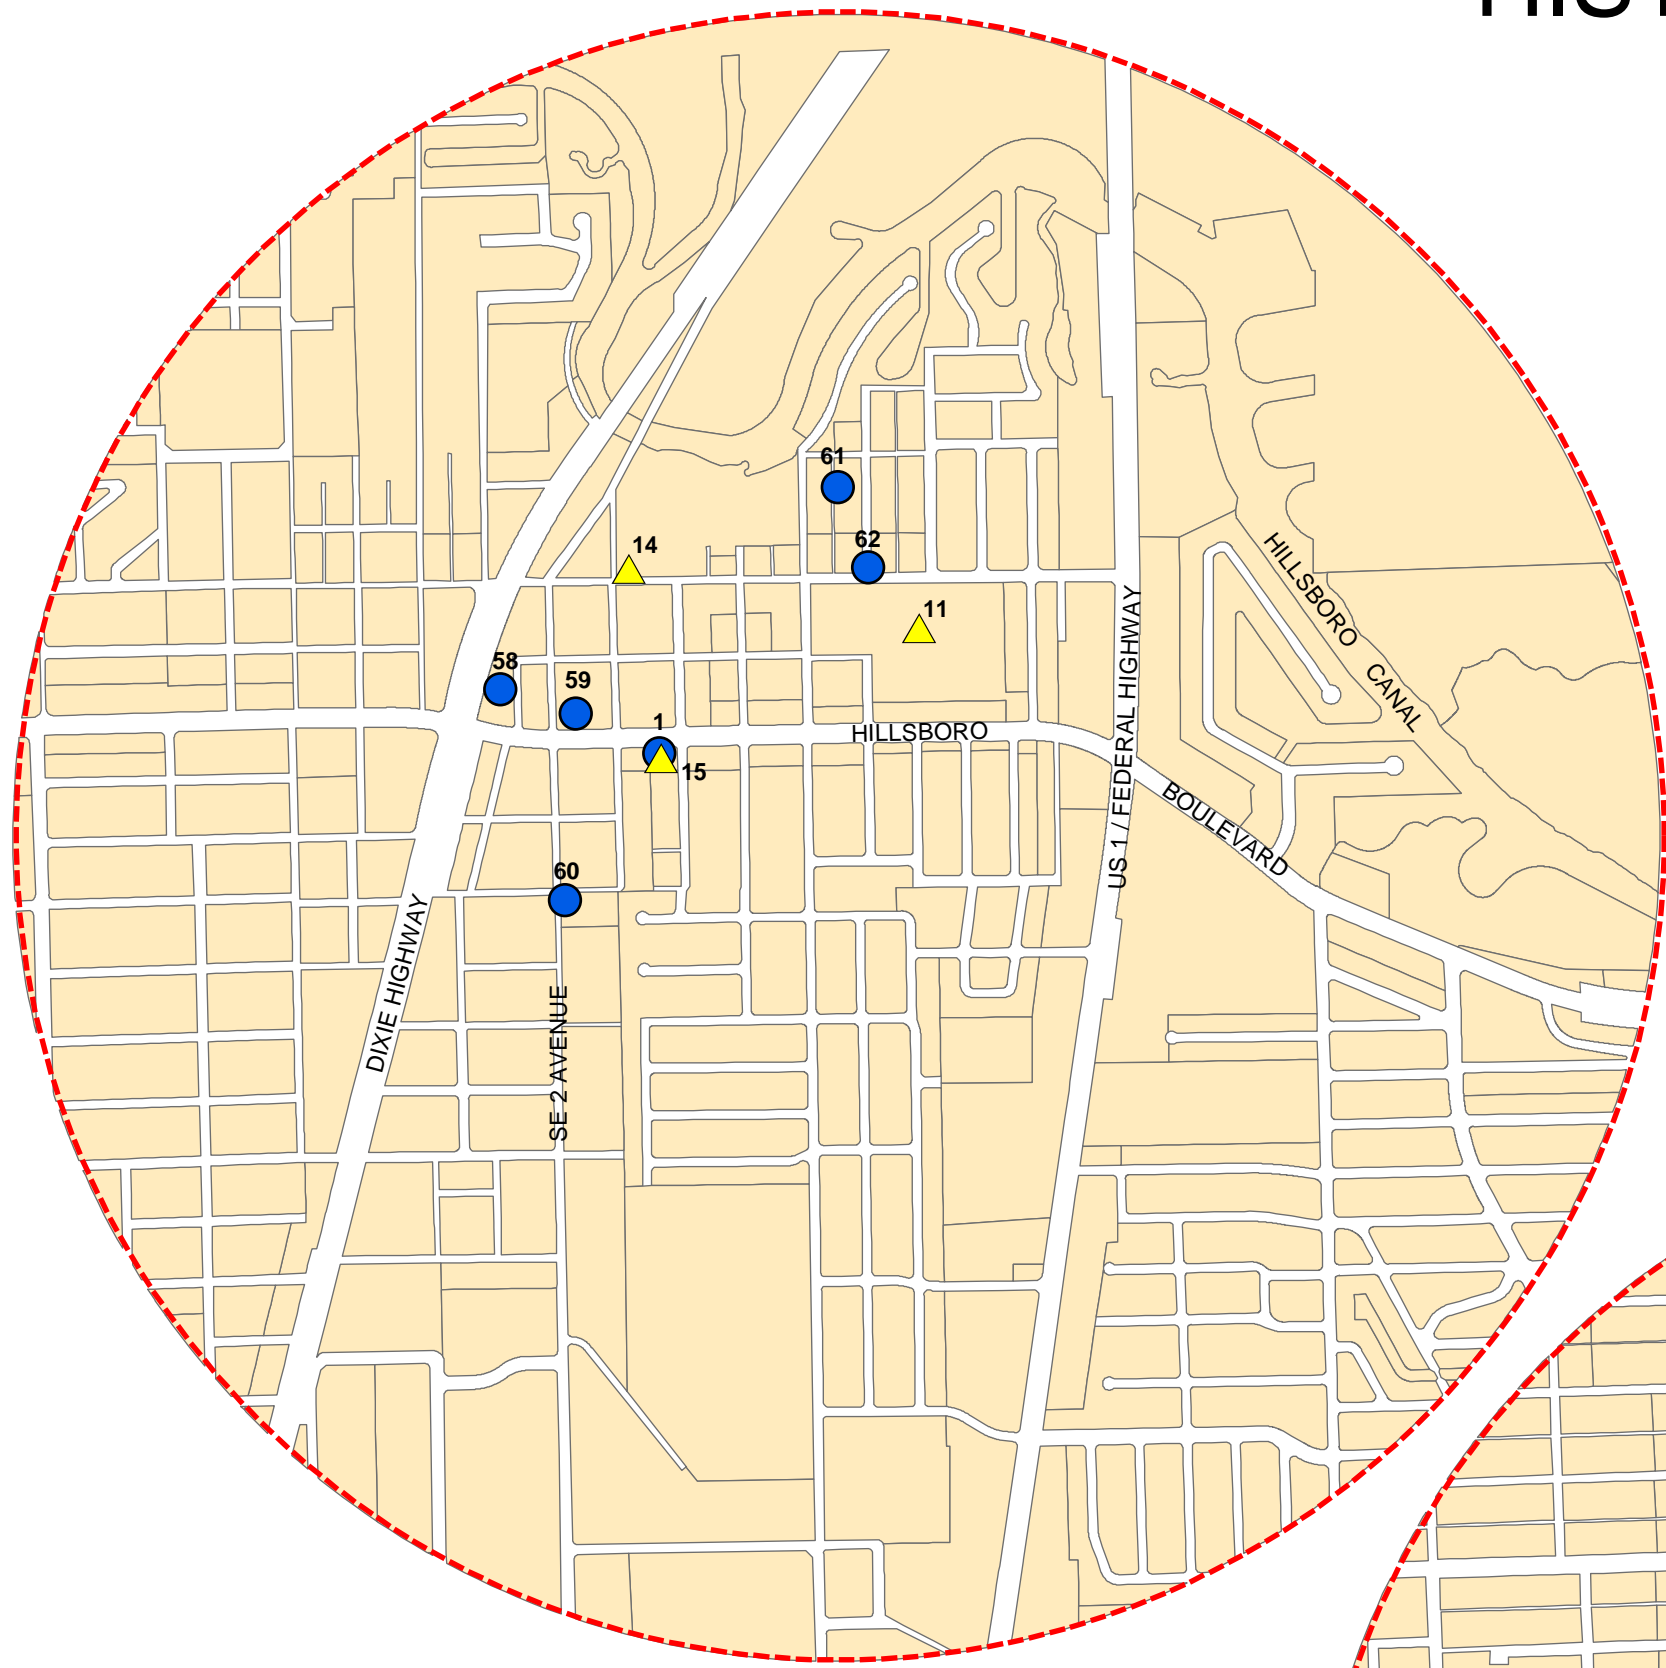 61
62
14
11
58
59
1
15
60
HILLSBORO CANAL
HILLSBORO
BOULEVARD
US 1 / FEDERAL HIGHWAY
DIXIE HIGHWAY
SE 2 AVENUE